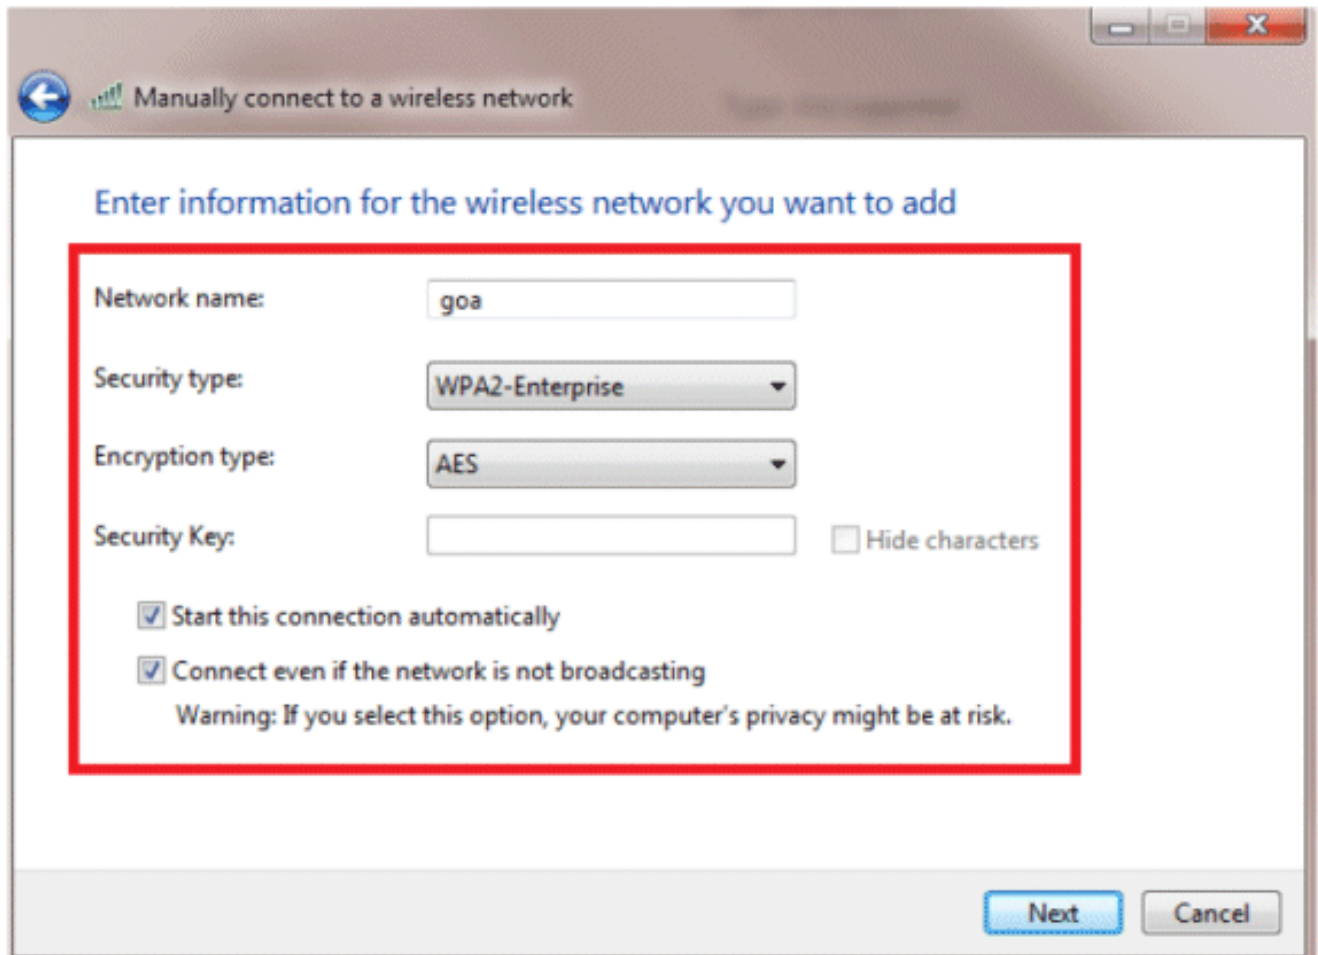 Manually connect to a wireless network
Enter information for the wireless network you want to add
Network name: goa
Security type: WPA2-Enterprise
Encryption type: AES
Security Key: Hide characters
Start this connection automatically
Connect even if the network is not broadcasting
Warning: If you select this option, your computer's privacy might be at risk.
Next Cancel